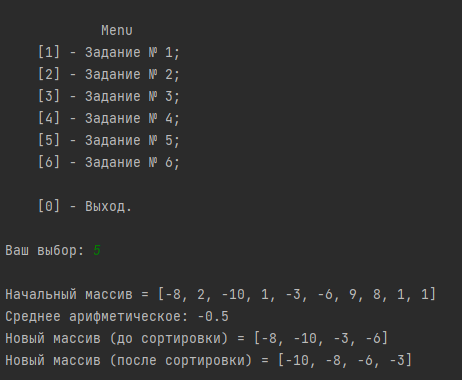 Menu
[1] - Задание № 1;
[2] - Задание № 2;
[3] - Задание № 3;
[4] - Задание № 4;
[5] - Задание № 5;
[6] - Задание № 6;
[0] - Выход.
Ваш выбор: 5
Начальный массив = [-8, 2, -10, 1, -3, -6, 9, 8, 1, 1]
Среднее арифметическое: -0.5
Новый массив (до сортировки) = [-8, -10, -3, -6]
Новый массив (после сортировки) = [-10, -8, -6, -3]